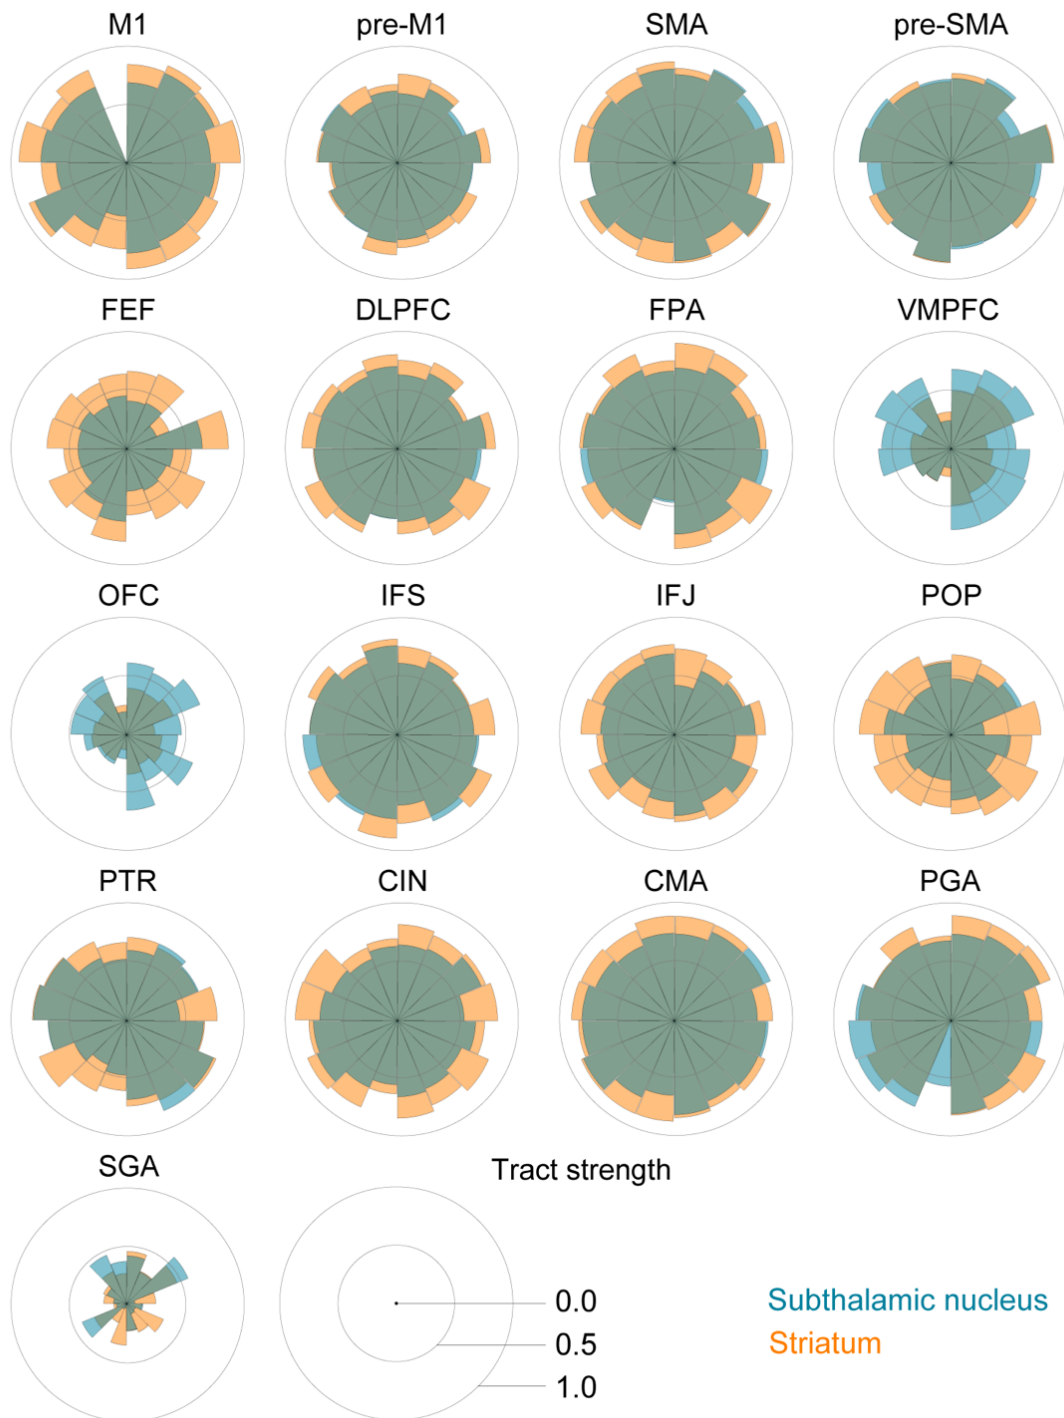 M1 pre-M1 SMA pre-SMA
FEF DLPFC FPA VMPFC
OFC IFS IFJ POP
PTR CIN CMA PGA
SGA Tract strength
0.0 Subthalamic nucleus
0.5 Striatum
1.0